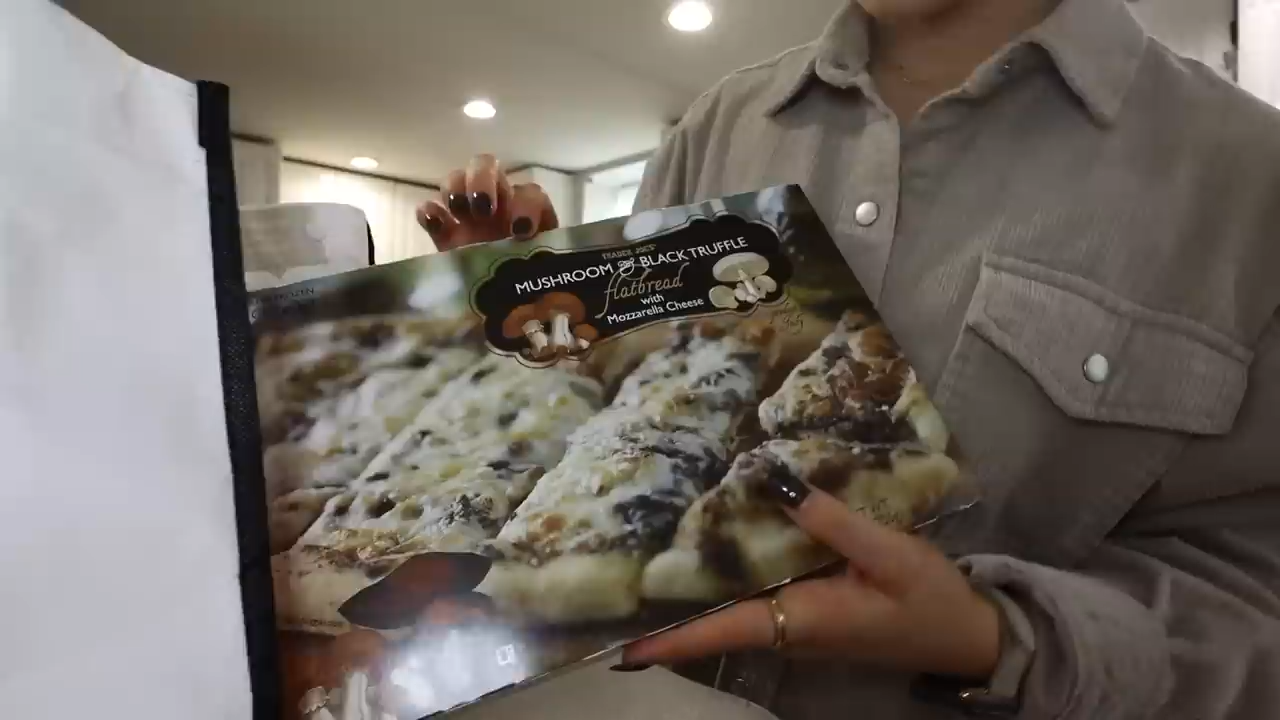 TRADER JOE'S
MUSHROOM & BLACK TRUFFLE
flatbread
with
Mozzarella Cheese